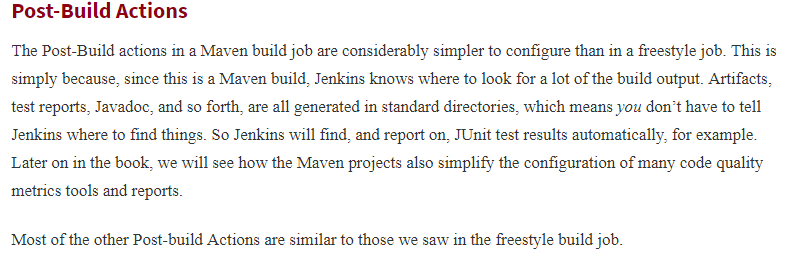 Post-Build Actions
The Post-Build actions in a Maven build job are considerably simpler to configure than in a freestyle job. This is
simply because, since this is a Maven build, Jenkins knows where to look for a lot of the build output. Artifacts,
test reports, Javadoc, and so forth, are all generated in standard directories, which means you don’t have to tell
Jenkins where to find things. So Jenkins will find, and report on, JUnit test results automatically, for example.
Later on in the book, we will see how the Maven projects also simplify the configuration of many code quality
metrics tools and reports.
Most of the other Post-build Actions are similar to those we saw in the freestyle build job.